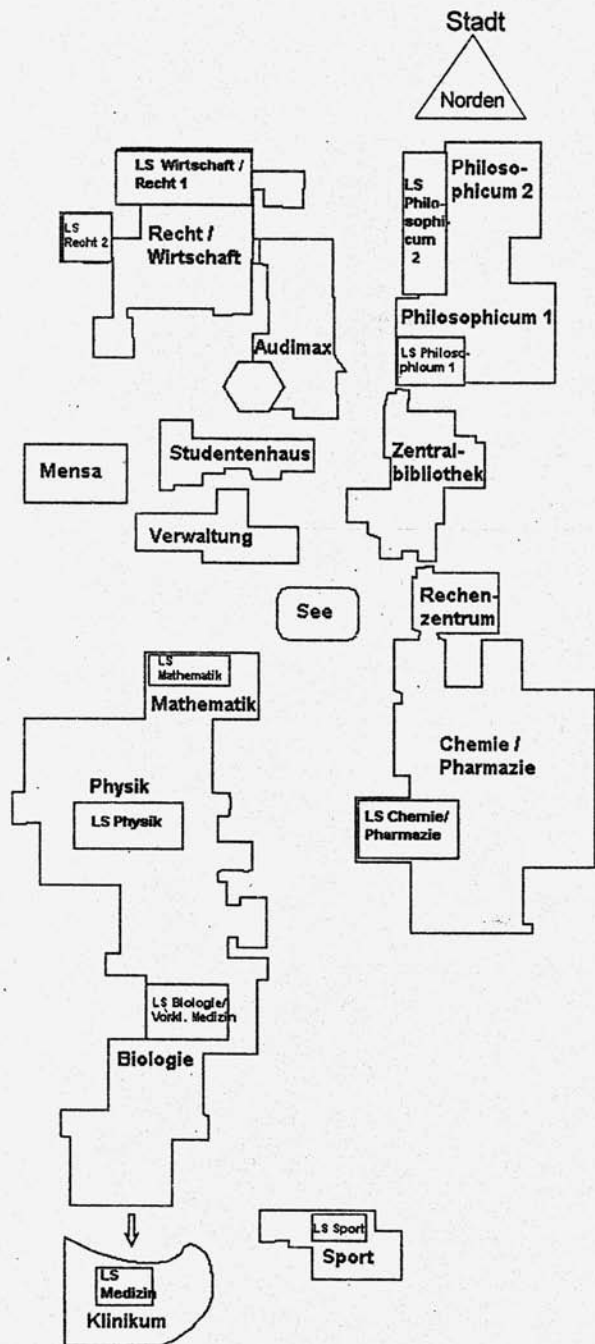 Stadt
Norden
LS Wirtschaft /
Recht 1
LS
Recht 2
Recht /
Wirtschaft
Audimax
LS
Philo-
sophi-
cum
2
Philoso-
phicum 2
Philosophicum 1
LS Philoso-
phicum 1
Mensa
Studentenhaus
Verwaltung
Zentral-
bibliothek
See
Rechen-
zentrum
LS
Mathematik
Mathematik
Physik
LS Physik
Chemie /
Pharmazie
LS Chemie/
Pharmazie
LS Biologie/
Vorkl. Medizin
Biologie
LS Sport
Sport
LS
Medizin
Klinikum